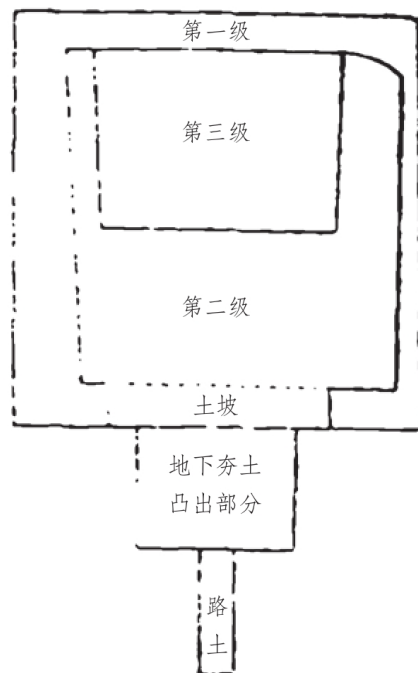 第一级
第三级
第二级
土坡
地下夯土
凸出部分
路
土